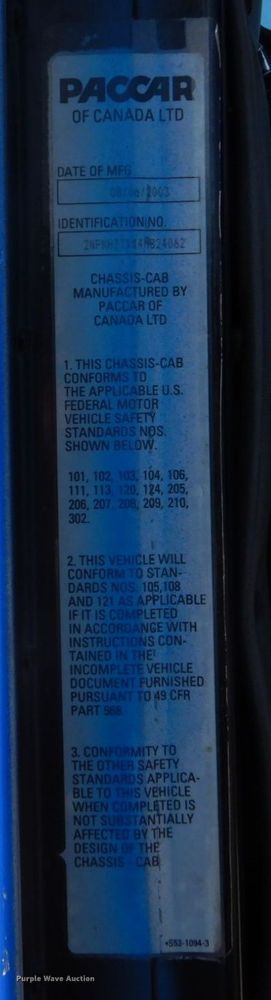 PACCAR
OF CANADA LTD
DATE OF MFG
2003
IDENTIFICATION NO.
CHASSIS-CAB
MANUFACTURED BY
PACCAR OF
CANADA LTD
1. THIS CHASSIS-CAB
CONFORMS TO
THE APPLICABLE U.S.
FEDERAL MOTOR
VEHICLE SAFETY
STANDARDS NOS.
SHOWN BELOW.
101, 102, 103, 104, 106,
111, 113, 120, 124, 205,
206, 207, 208, 209, 210,
302.
2. THIS VEHICLE WILL
CONFORM TO STAN-
DARDS NOS. 105,108
AND 121 AS APPLICABLE
IF IT IS COMPLETED
IN ACCORDANCE WITH
INSTRUCTIONS CON-
TAINED IN THE
INCOMPLETE VEHICLE
DOCUMENT FURNISHED
PURSUANT TO 49 CFR
PART 568.
3. CONFORMITY TO
THE OTHER SAFETY
STANDARDS APPLICA-
BLE TO THIS VEHICLE
WHEN COMPLETED IS
NOT SUBSTANTIALLY
AFFECTED BY THE
DESIGN OF THE
CHASSIS - CAB
S53-1094-3
Purple Wave Auction